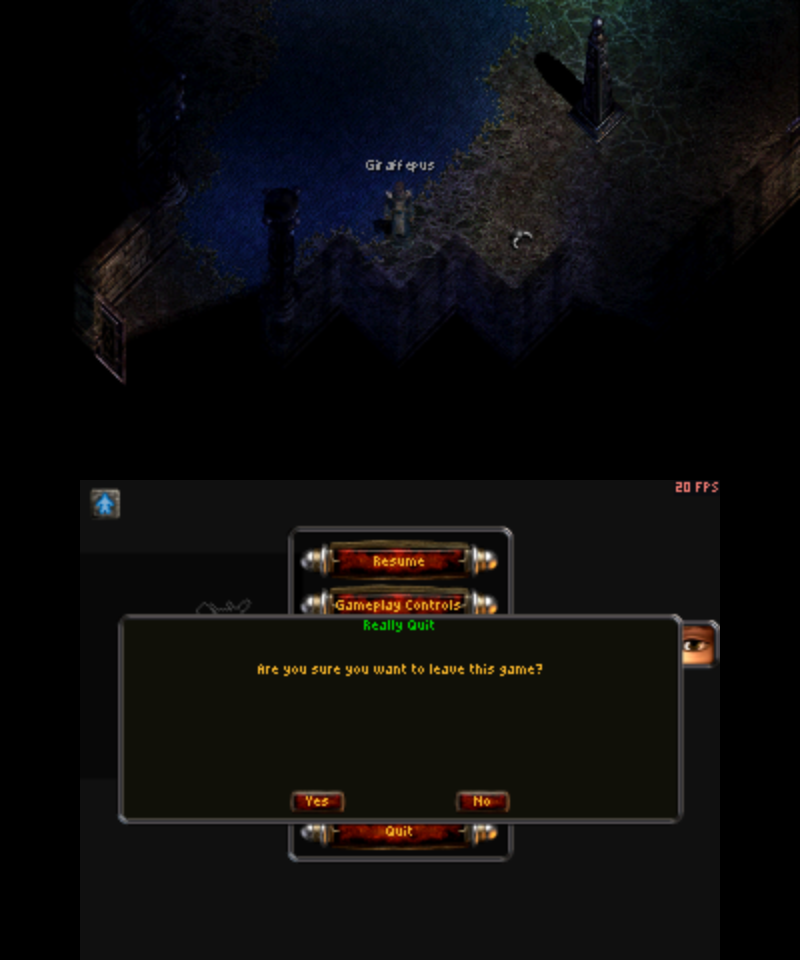 Giraffepus
20 FPS
Resume
Gameplay Controls
Really Quit
Are you sure you want to leave this game?
Yes
No
Quit